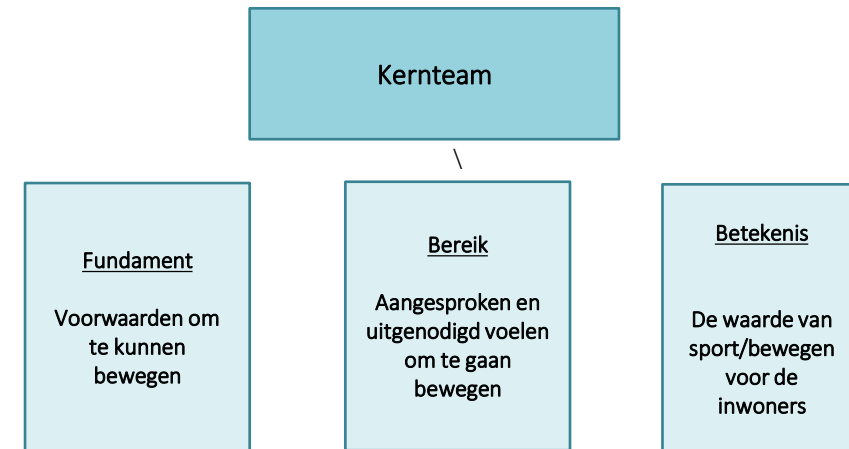 Kernteam
\
Fundament
Voorwaarden om
te kunnen
bewegen
Bereik
Aangesproken en
uitgenodigd voelen
om te gaan
bewegen
Betekenis
De waarde van
sport/bewegen
voor de
inwoners